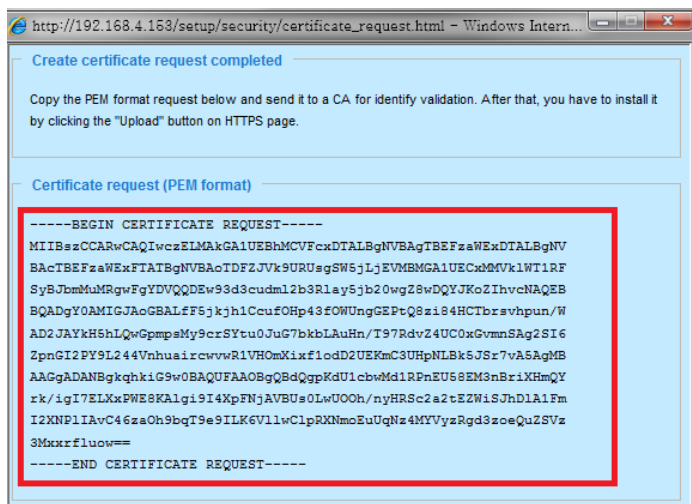 http://192.168.4.153/setup/security/certificate_request.html - Windows Intern...
Create certificate request completed
Copy the PEM format request below and send it to a CA for identify validation. After that, you have to install it
by clicking the "Upload" button on HTTPS page.
Certificate request (PEM format)
-----BEGIN CERTIFICATE REQUEST-----
MIIBszCCARwCAQIwczELMAkGA1UEBhMCVFcxDTALBgNVBAgTBEFzaWExDTALBgNV
BAcTBEFzaWExFTATBgNVBAoTDFZJVk9URUsgSW5jLjEVMBMGA1UECxMMVklWT1RF
SyBJbmMuMRgwFgYDVQQDEw93d3cudml2b3Rlay5jb20wgZ8wDQYJKoZIhvcNAQEB
BQADgY0AMIGJAoGBALfF5jkjh1CcufOHp43fOWUngGEPtQ8zi84HCTbrsvhpun/W
AD2JAYkH5hLQwGpmpsMy9crSYtu0JuG7bkbLAuHn/T97RdvZ4UC0xGvmnSAg2SI6
ZpnGI2PY9L244VnhuaircwvwR1VHOmXixf1odD2UEKmC3UHpNLBk5JSr7vA5AgMB
AAGgADANBgkqhkiG9w0BAQUFAAOBgQBdQgpKdU1cbwMd1RPnEU58EM3nBriXHmQY
rk/igI7ELXxPWE8KAlgi9I4XpFNjAVBUs0LwUOOh/nyHRSc2a2tEZWiSJhDlA1Fm
I2XNPlIAvC46zaOh9bqT9e9ILK6VllwClpRXNmoEuUqNz4MYVyzRgd3zoeQuZSVz
3Mxxrfluow==
-----END CERTIFICATE REQUEST-----